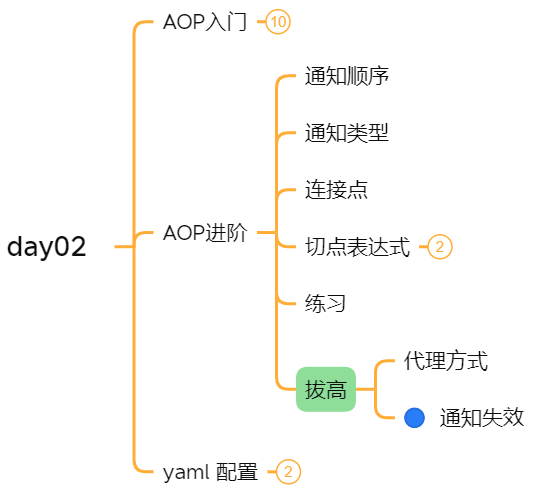 day02
AOP入门 10
AOP进阶
通知顺序
通知类型
连接点
切点表达式 2
练习
拔高
代理方式
通知失效
yaml 配置 2